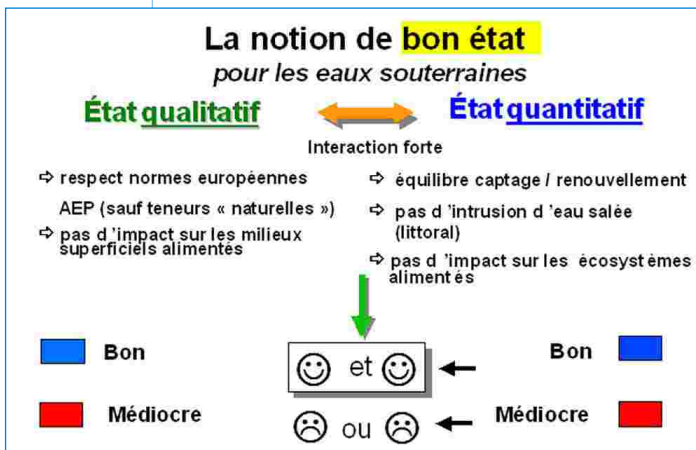 La notion de bon état
pour les eaux souterraines
État qualitatif
État quantitatif
Interaction forte
⇨ respect normes européennes
AEP (sauf teneurs « naturelles »)
⇨ pas d 'impact sur les milieux
superficiels alimentés
⇨ équilibre captage / renouvellement
⇨ pas d 'intrusion d 'eau salée
(littoral)
⇨ pas d 'impact sur les écosystèmes
alimentés
Bon
et
Bon
Médiocre
ou
Médiocre